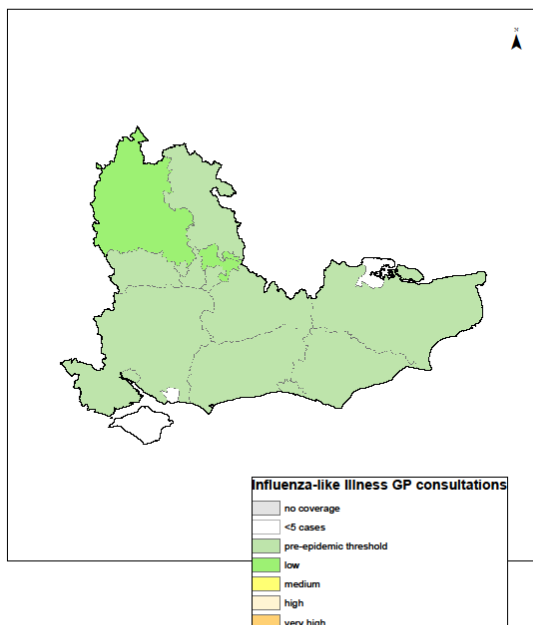 N
Influenza-like Illness GP consultations
no coverage
<5 cases
pre-epidemic threshold
low
medium
high
very high